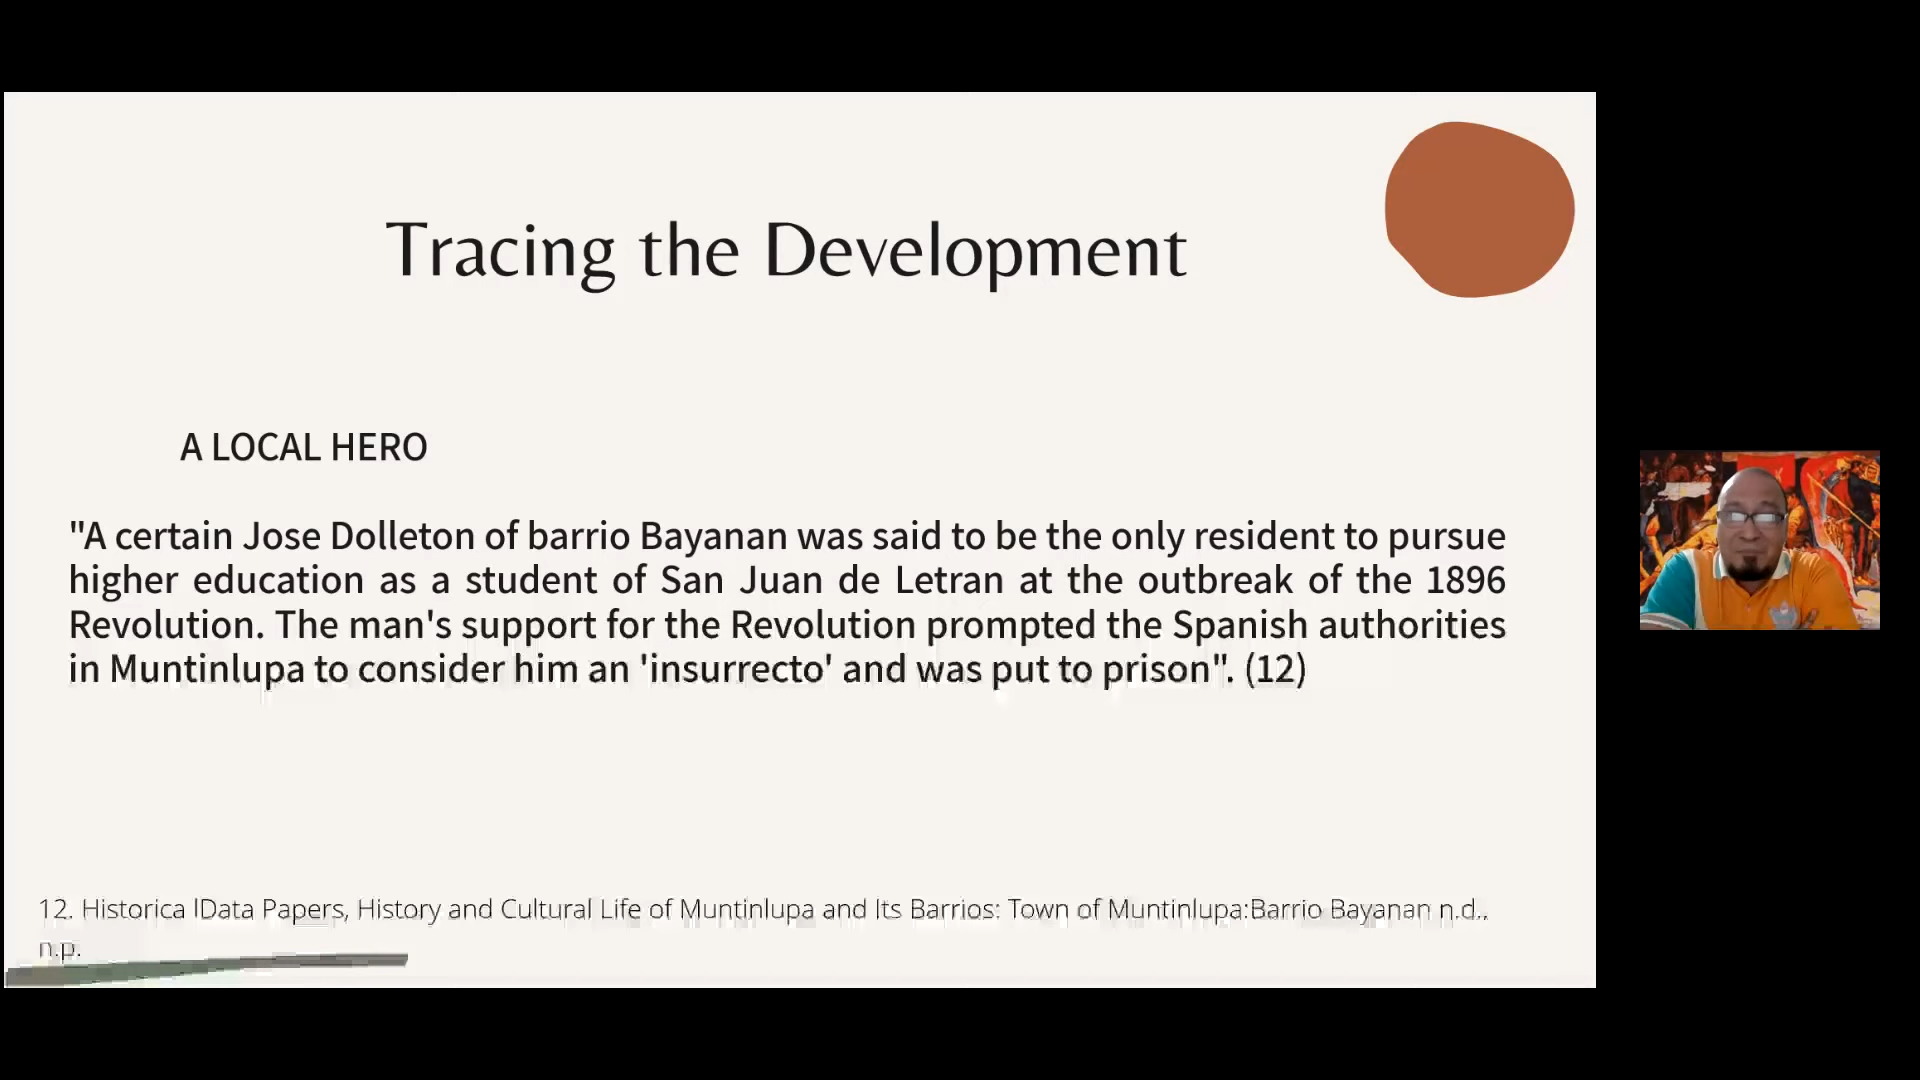 Tracing the Development
A LOCAL HERO
"A certain Jose Dolleton of barrio Bayanan was said to be the only resident to pursue
higher education as a student of San Juan de Letran at the outbreak of the 1896
Revolution. The man's support for the Revolution prompted the Spanish authorities
in Muntinlupa to consider him an 'insurrecto' and was put to prison". (12)
12. Historica lData Papers, History and Cultural Life of Muntinlupa and Its Barrios: Town of Muntinlupa:Barrio Bayanan n.d.,
n.p.